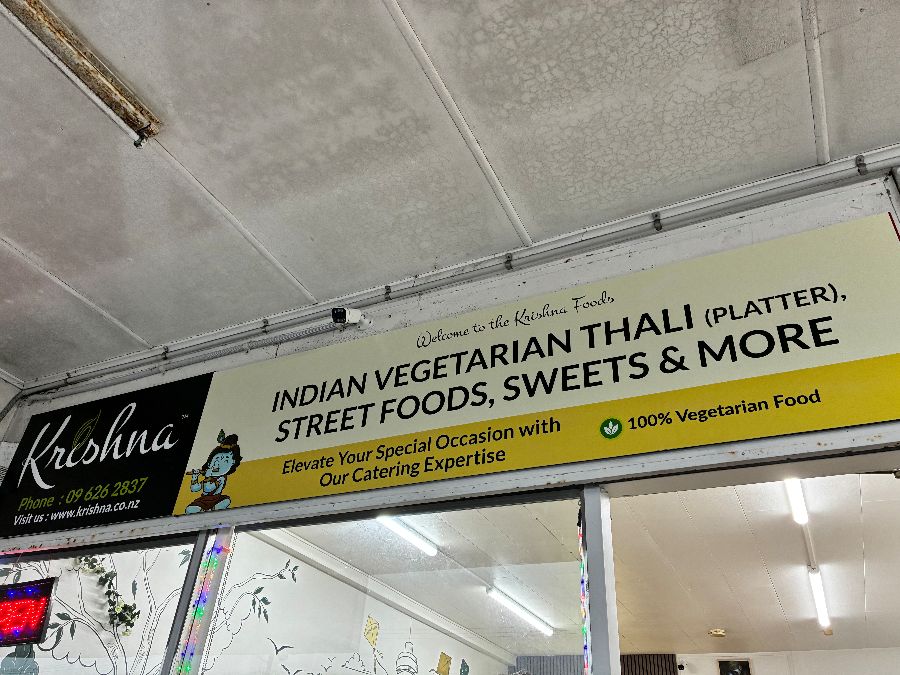 Krishna™
Phone : 09 626 2837
Visit us : www.krishna.co.nz
Welcome to the Krishna Foods
INDIAN VEGETARIAN THALI (PLATTER),
STREET FOODS, SWEETS & MORE
Elevate Your Special Occasion with
Our Catering Expertise
100% Vegetarian Food